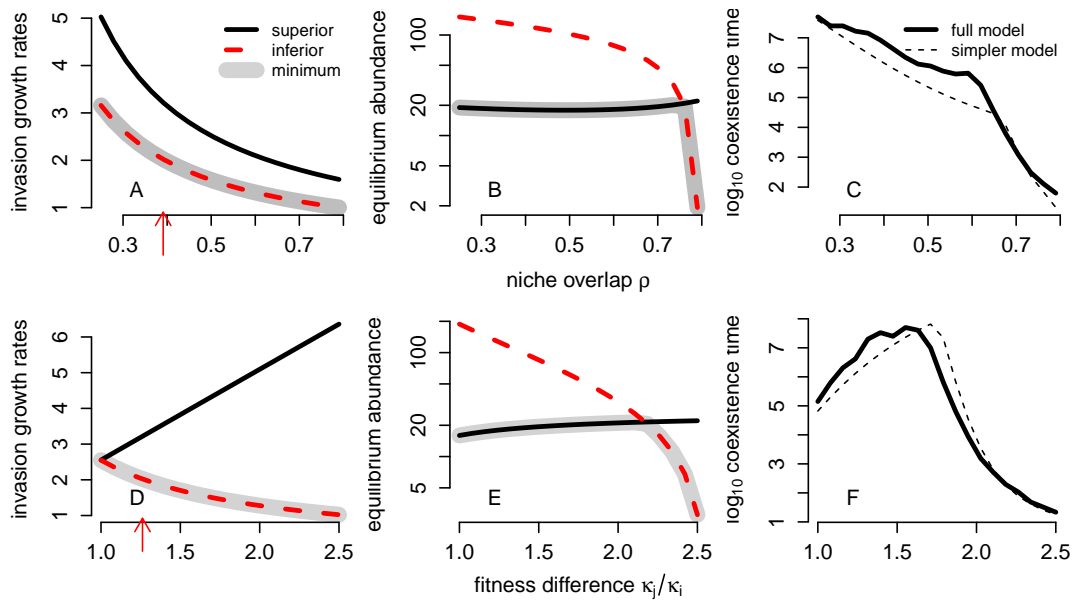 invasion growth rates
5
4
3
2
1
superior
inferior
minimum
A
0.3 0.5 0.7
equilibrium abundance
100
20
5
2
B
0.3 0.5 0.7
niche overlap ρ
log10 coexistence time
7
6
5
4
3
2
full model
simpler model
C
0.3 0.5 0.7
invasion growth rates
6
5
4
3
2
1
D
1.0 1.5 2.0 2.5
equilibrium abundance
100
20
5
E
1.0 1.5 2.0 2.5
fitness difference κj/κi
log10 coexistence time
7
5
3
1
F
1.0 1.5 2.0 2.5